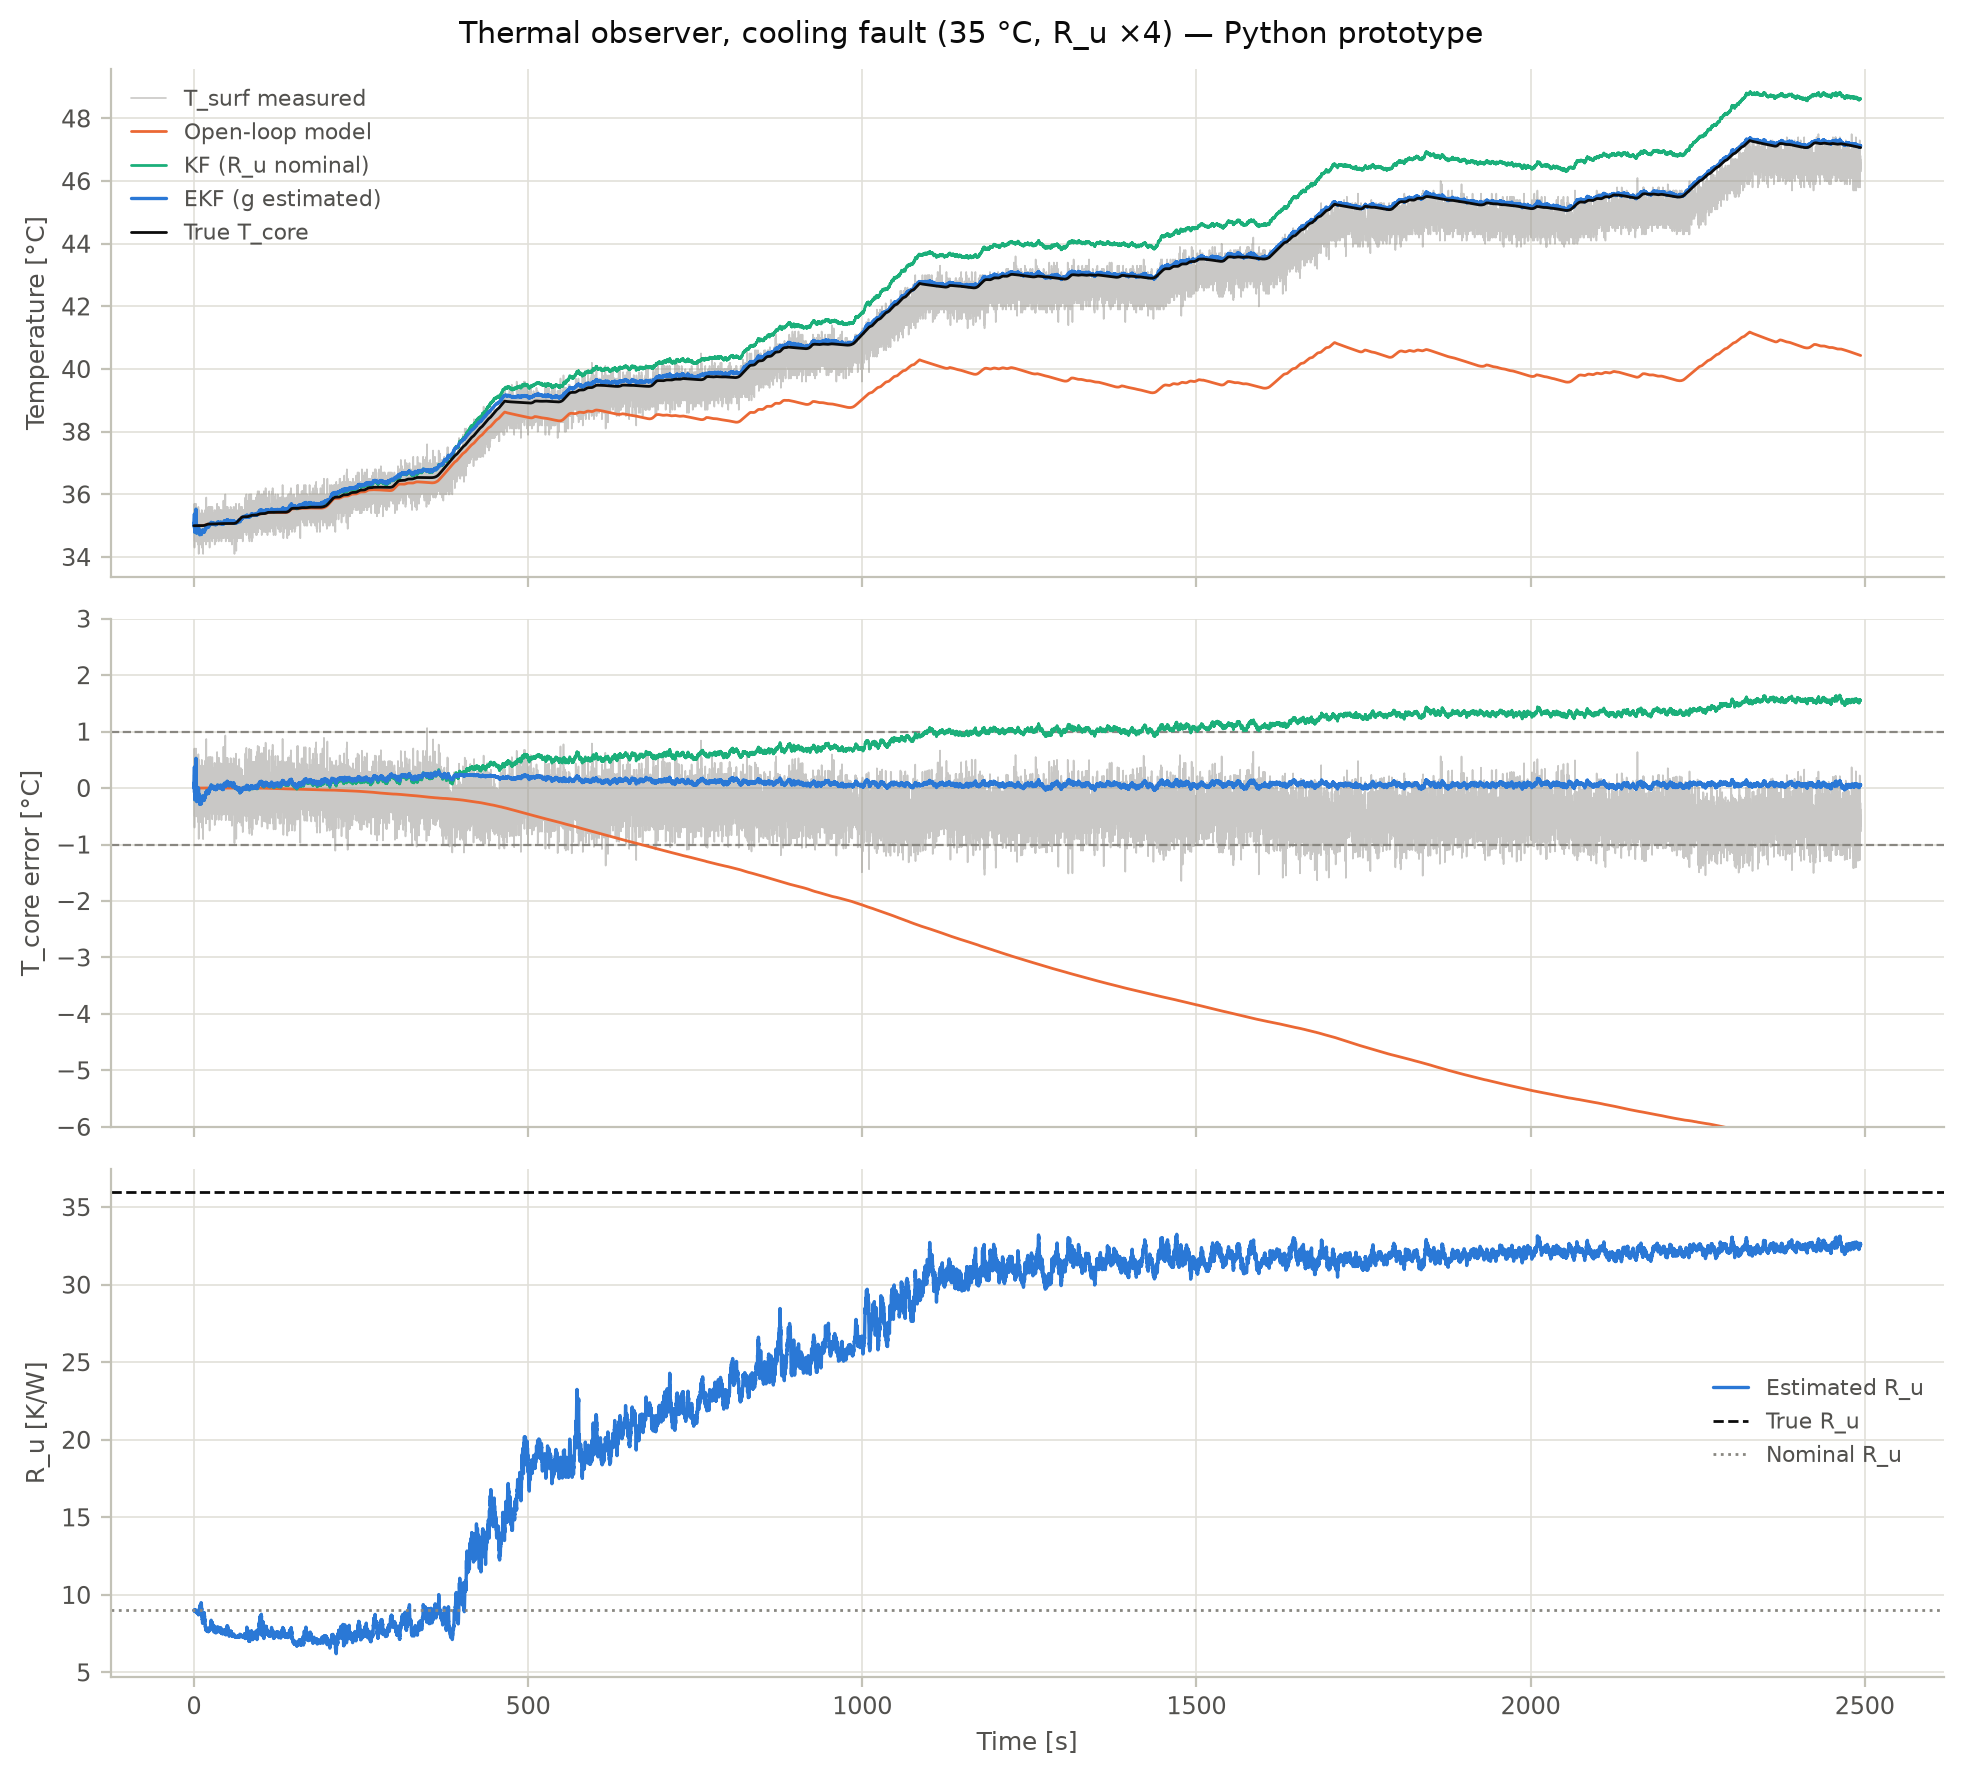 Thermal observer, cooling fault (35 °C, R_u ×4) — Python prototype
T_surf measured
Open-loop model
KF (R_u nominal)
EKF (g estimated)
True T_core
Temperature [°C]
48
46
44
42
40
38
36
34
T_core error [°C]
3
2
1
0
−1
−2
−3
−4
−5
−6
R_u [K/W]
35
30
25
20
15
10
5
Estimated R_u
True R_u
Nominal R_u
0
500
1000
1500
2000
2500
Time [s]